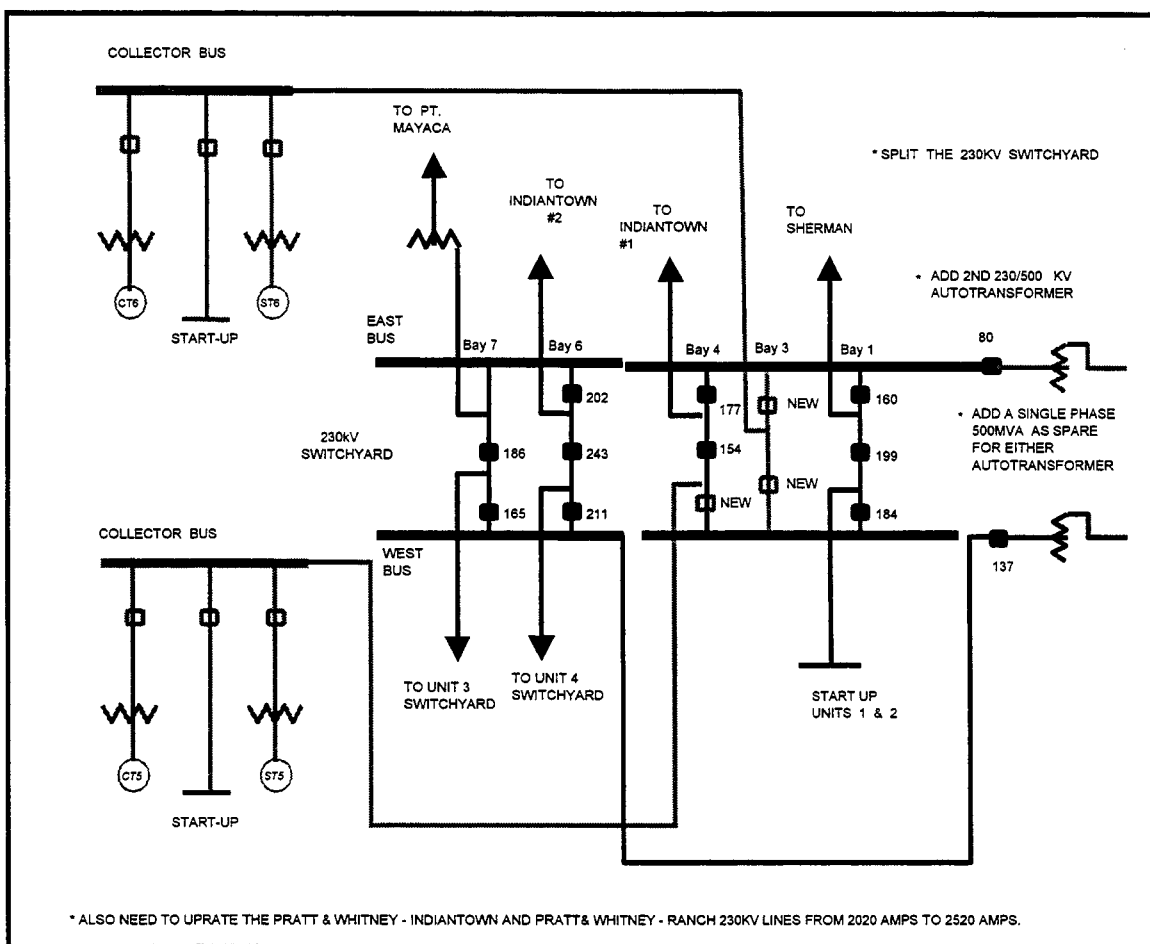 COLLECTOR BUS
TO PT.
MAYACA
* SPLIT THE 230KV SWITCHYARD
TO
INDIANTOWN
#2
TO
INDIANTOWN
#1
TO
SHERMAN
* ADD 2ND 230/500 KV
AUTOTRANSFORMER
CT6
ST6
START-UP
EAST
BUS
Bay 7
Bay 6
Bay 4
Bay 3
Bay 1
80
202
177
NEW
160
* ADD A SINGLE PHASE
500MVA AS SPARE
FOR EITHER
AUTOTRANSFORMER
230kV
SWITCHYARD
186
243
154
199
NEW
165
211
NEW
184
COLLECTOR BUS
WEST
BUS
137
TO UNIT 3
SWITCHYARD
TO UNIT 4
SWITCHYARD
START UP
UNITS 1 & 2
CT5
ST5
START-UP
* ALSO NEED TO UPRATE THE PRATT & WHITNEY - INDIANTOWN AND PRATT& WHITNEY - RANCH 230KV LINES FROM 2020 AMPS TO 2520 AMPS.